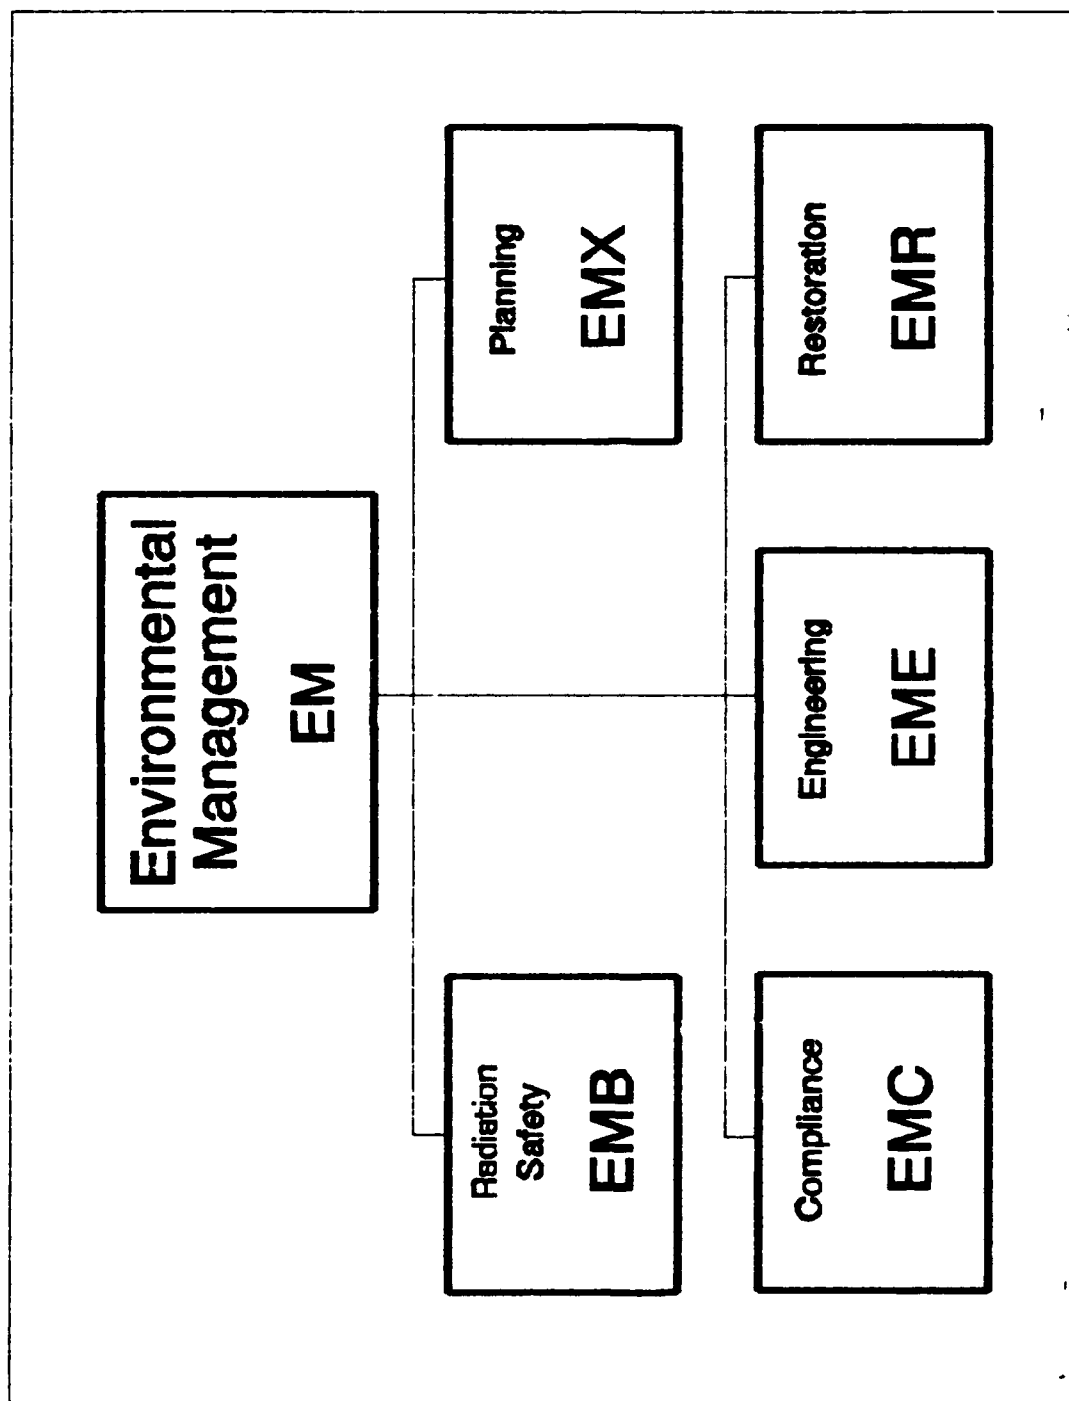 Environmental
Management
EM
Radiation
Safety
EMB
Planning
EMX
Compliance
EMC
Engineering
EME
Restoration
EMR